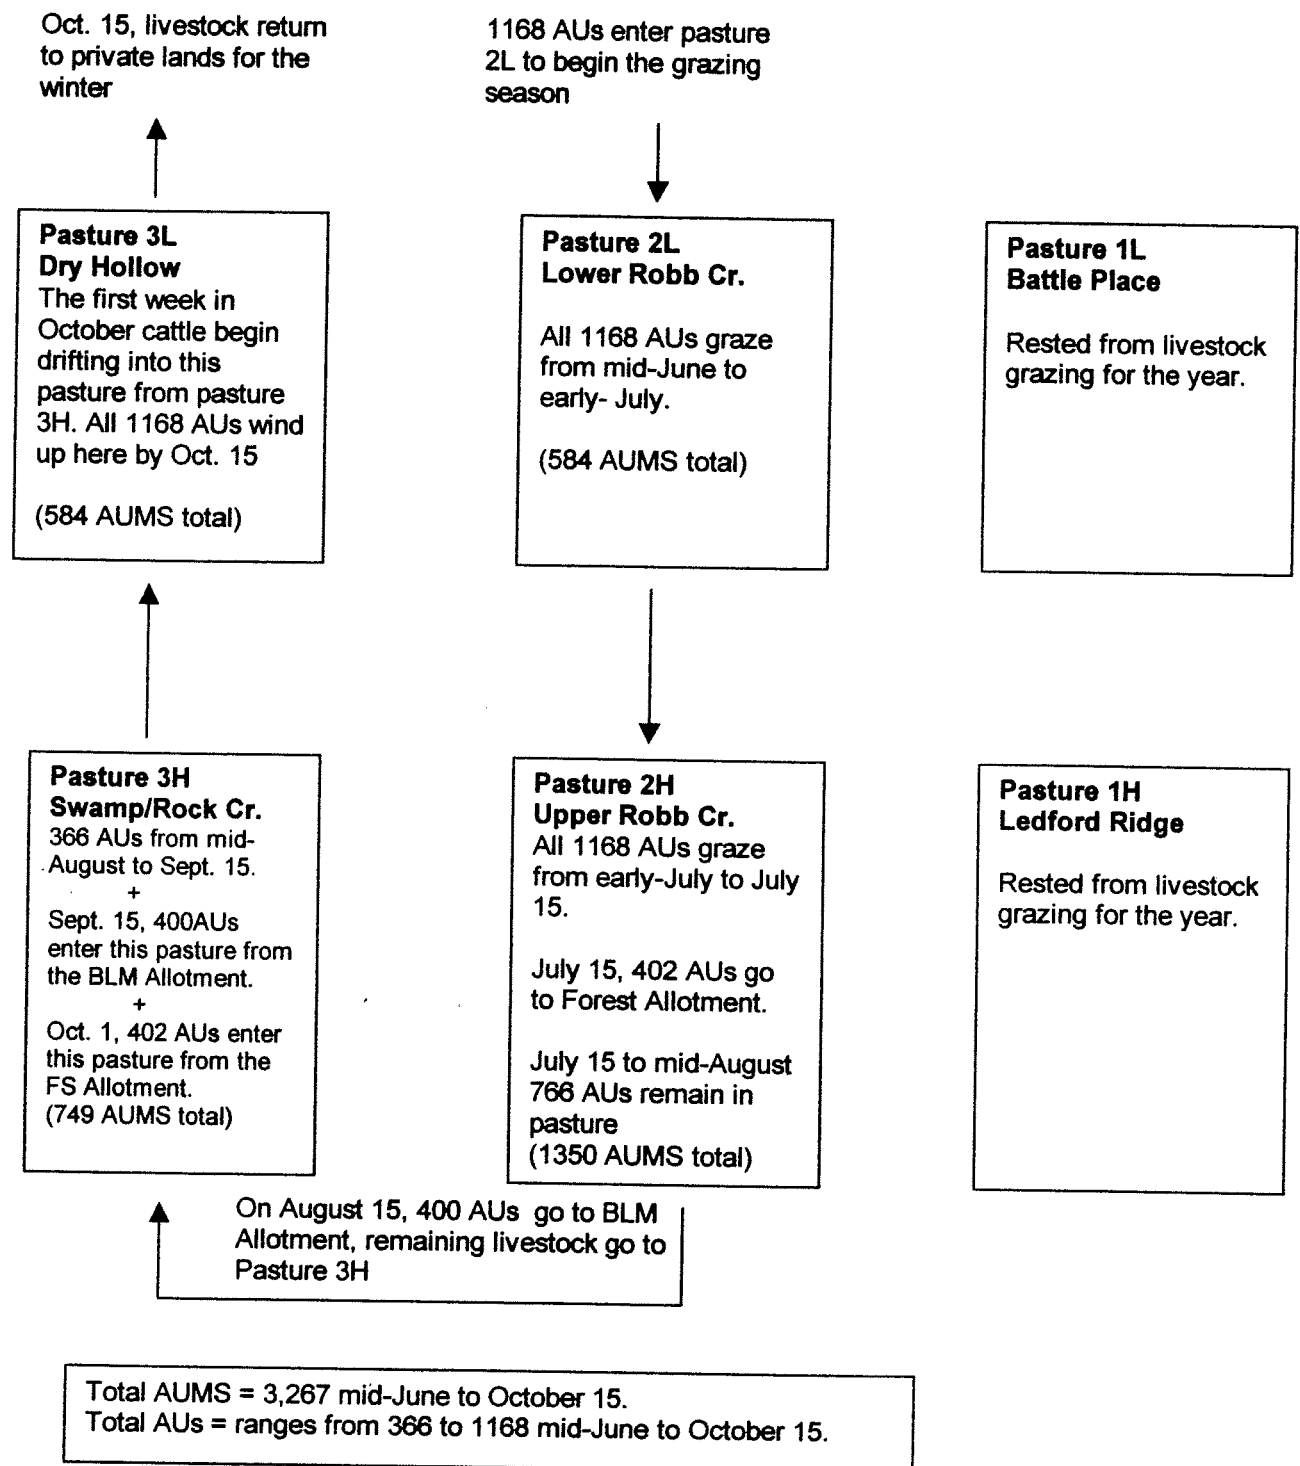 Oct. 15, livestock return
to private lands for the
winter
1168 AUs enter pasture
2L to begin the grazing
season
Pasture 3L
Dry Hollow
The first week in
October cattle begin
drifting into this
pasture from pasture
3H. All 1168 AUs wind
up here by Oct. 15
(584 AUMS total)
Pasture 2L
Lower Robb Cr.
All 1168 AUs graze
from mid-June to
early- July.
(584 AUMS total)
Pasture 1L
Battle Place
Rested from livestock
grazing for the year.
Pasture 3H
Swamp/Rock Cr.
366 AUs from mid-
August to Sept. 15.
+
Sept. 15, 400AUs
enter this pasture from
the BLM Allotment.
+
Oct. 1, 402 AUs enter
this pasture from the
FS Allotment.
(749 AUMS total)
Pasture 2H
Upper Robb Cr.
All 1168 AUs graze
from early-July to July
15.
July 15, 402 AUs go
to Forest Allotment.
July 15 to mid-August
766 AUs remain in
pasture
(1350 AUMS total)
Pasture 1H
Ledford Ridge
Rested from livestock
grazing for the year.
On August 15, 400 AUs go to BLM
Allotment, remaining livestock go to
Pasture 3H
Total AUMS = 3,267 mid-June to October 15.
Total AUs = ranges from 366 to 1168 mid-June to October 15.